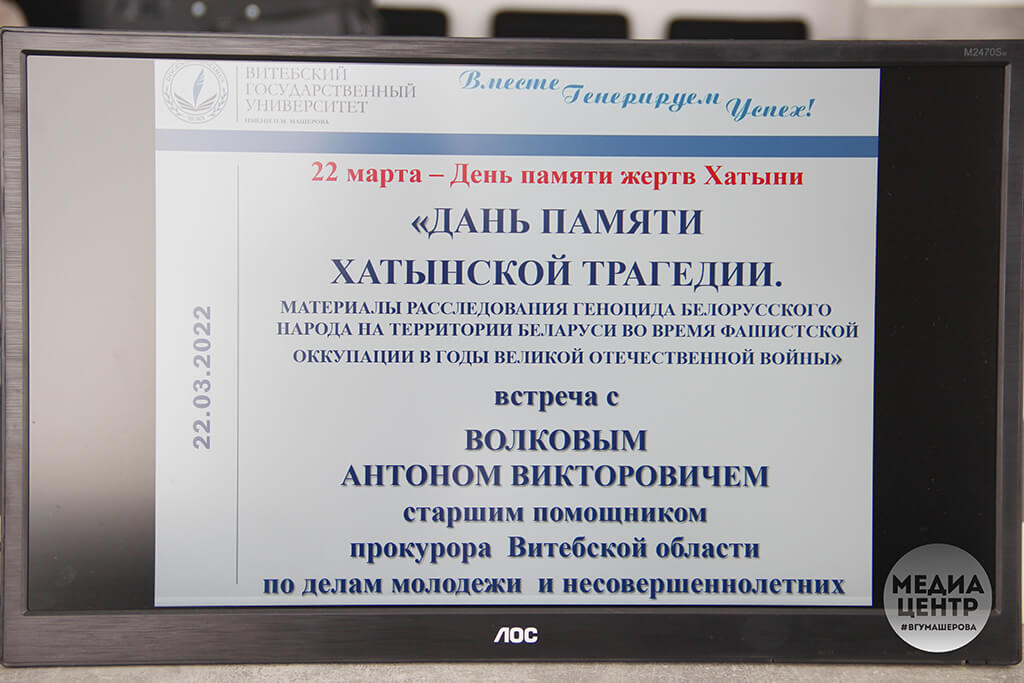 M2470S
ВИТЕБСКИЙ
ГОСУДАРСТВЕННЫЙ
УНИВЕРСИТЕТ
ИМЕНИ П.М. МАШЕРОВА
Вместе Генерируем Успех!
22 марта – День памяти жертв Хатыни
«ДАНЬ ПАМЯТИ
ХАТЫНСКОЙ ТРАГЕДИИ.
МАТЕРИАЛЫ РАССЛЕДОВАНИЯ ГЕНОЦИДА БЕЛОРУССКОГО
НАРОДА НА ТЕРРИТОРИИ БЕЛАРУСИ ВО ВРЕМЯ ФАШИСТСКОЙ
ОККУПАЦИИ В ГОДЫ ВЕЛИКОЙ ОТЕЧЕСТВЕННОЙ ВОЙНЫ»
22.03.2022
встреча с
ВОЛКОВЫМ
АНТОНОМ ВИКТОРОВИЧЕМ
старшим помощником
прокурора Витебской области
по делам молодежи и несовершеннолетних
AOC
МЕДИА
ЦЕНТР
#ВГУМАШЕРОВА